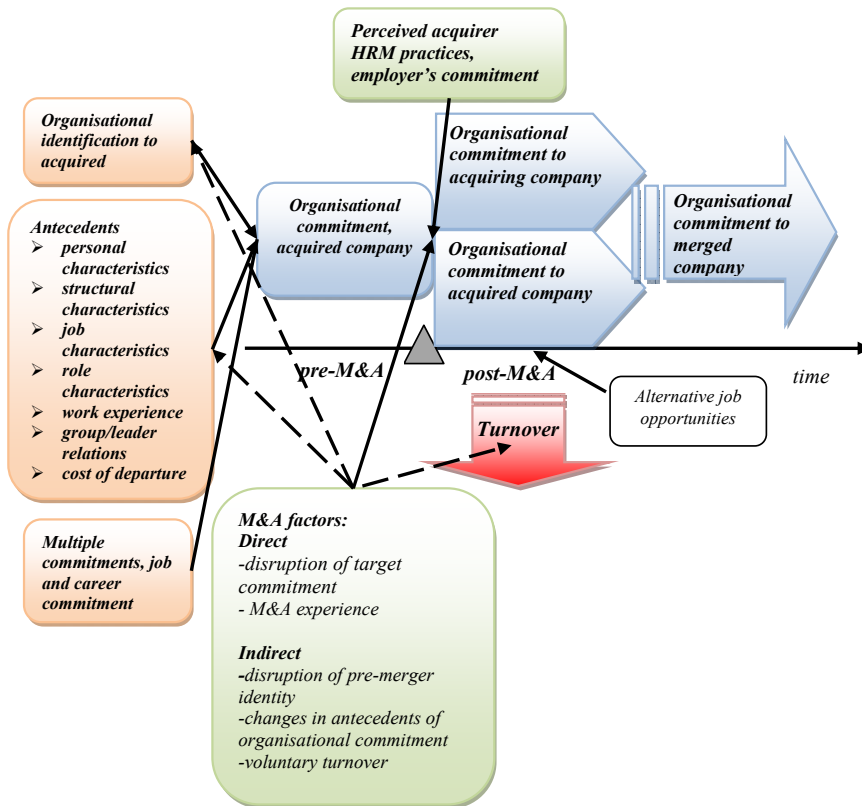 Perceived acquirer
HRM practices,
employer's commitment
Organisational
identification to
acquired
Antecedents
➢ personal
characteristics
➢ structural
characteristics
➢ job
characteristics
➢ role
characteristics
➢ work experience
➢ group/leader
relations
➢ cost of departure
Multiple
commitments, job
and career
commitment
Organisational
commitment,
acquired company
Organisational
commitment to
acquiring company
Organisational
commitment to
acquired company
Organisational
commitment to
merged
company
pre-M&A
post-M&A
time
Alternative job
opportunities
Turnover
M&A factors:
Direct
-disruption of target
commitment
- M&A experience
Indirect
-disruption of pre-merger
identity
-changes in antecedents of
organisational commitment
-voluntary turnover